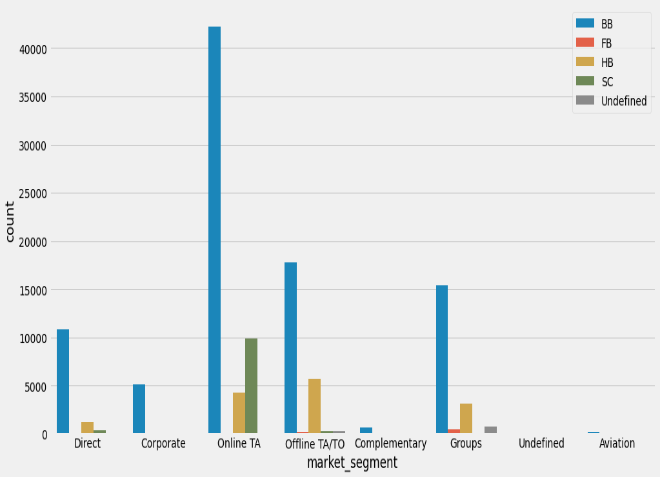 BB
FB
HB
SC
Undefined
40000
35000
30000
25000
20000
15000
10000
5000
0
count
Direct Corporate Online TA Offline TA/TO Complementary Groups Undefined Aviation
market_segment